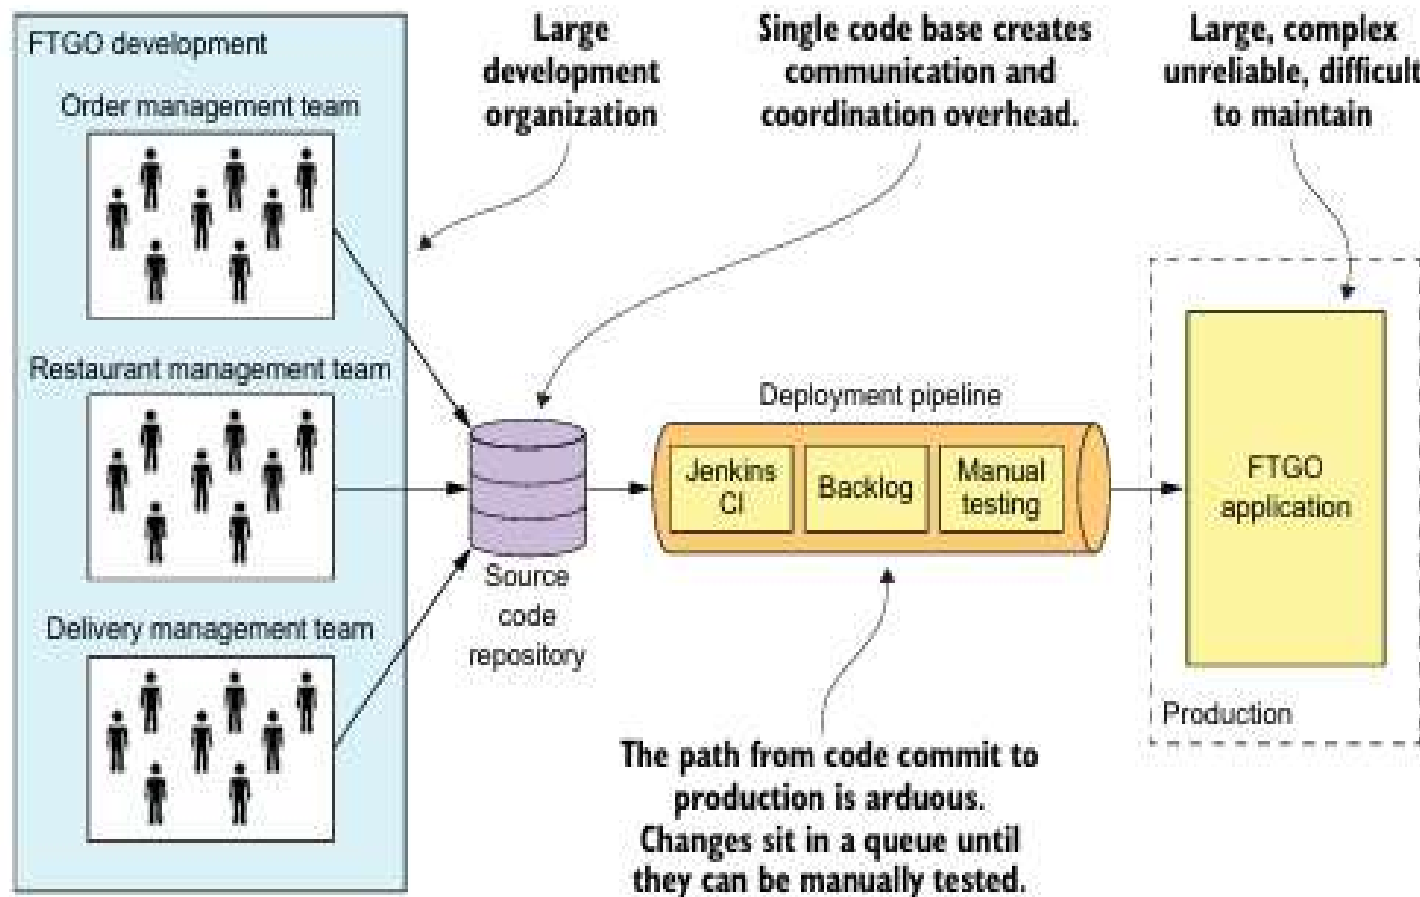 FTGO development
Order management team
Restaurant management team
Delivery management team
Large
development
organization
Single code base creates
communication and
coordination overhead.
Large, complex
unreliable, difficult
to maintain
Source
code
repository
Deployment pipeline
Jenkins
CI
Backlog
Manual
testing
The path from code commit to
production is arduous.
Changes sit in a queue until
they can be manually tested.
FTGO
application
Production